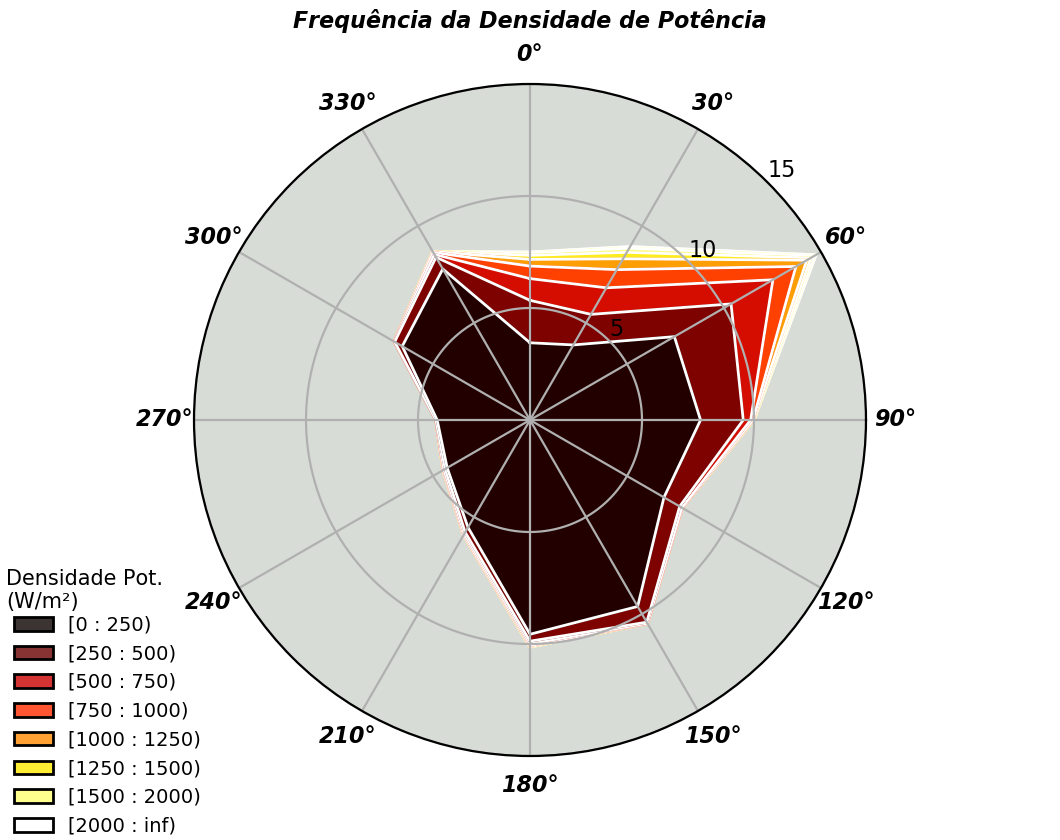 Frequência da Densidade de Potência
0°
330°
30°
15
300°
60°
10
5
270°
90°
240°
120°
210°
150°
180°
Densidade Pot.
(W/m²)
[0 : 250)
[250 : 500)
[500 : 750)
[750 : 1000)
[1000 : 1250)
[1250 : 1500)
[1500 : 2000)
[2000 : inf)